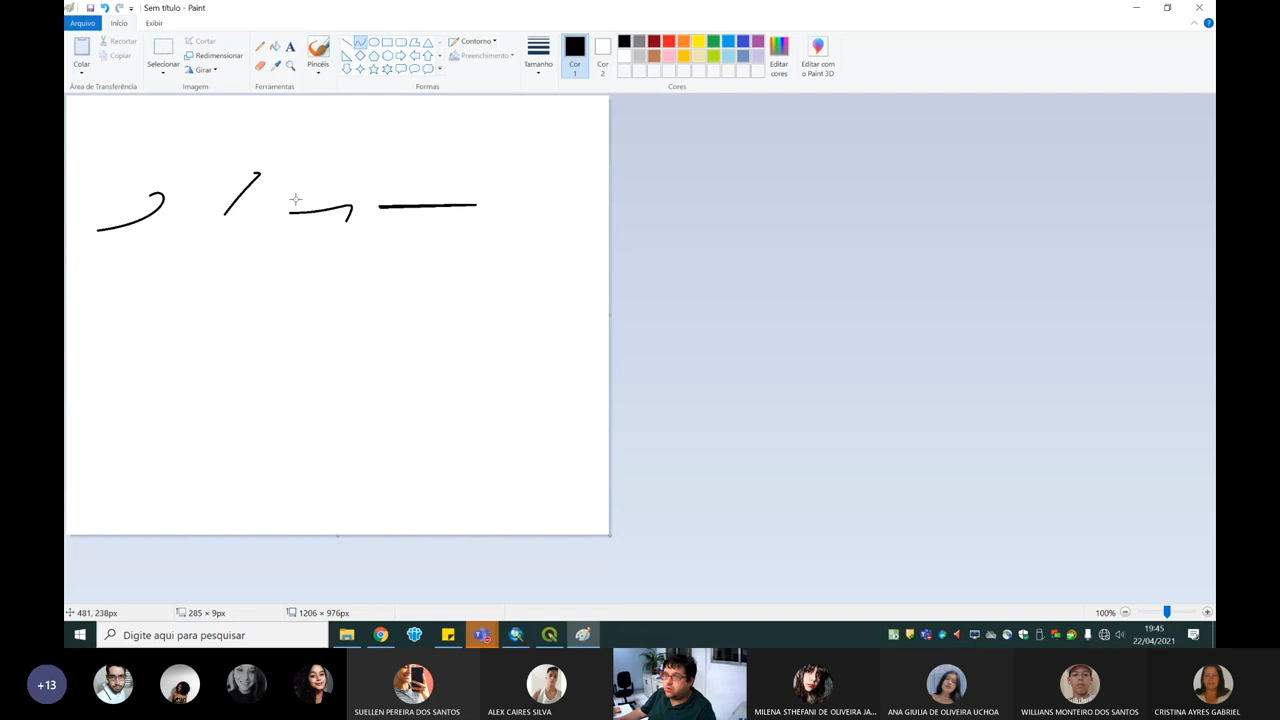 Sem título - Paint
Arquivo Início Exibir
Colar
Recortar
Copiar
Área de Transferência
Selecionar
Cortar
Redimensionar
Girar
Imagem
Ferramentas
Pincéis
Contorno
Preenchimento
Formas
Tamanho
Cor
1
Cor
2
Cores
Editar
cores
Editar com
o Paint 3D
481, 238px 285 × 9px 1206 × 976px 100%
Digite aqui para pesquisar
19:45
22/04/2021
+13
SUELLEN PEREIRA DOS SANTOS
ALEX CAIRES SILVA
MILENA STHEFANI DE OLIVEIRA JA...
ANA GIULIA DE OLIVEIRA UCHOA
WILLIANS MONTEIRO DOS SANTOS
CRISTINA AYRES GABRIEL